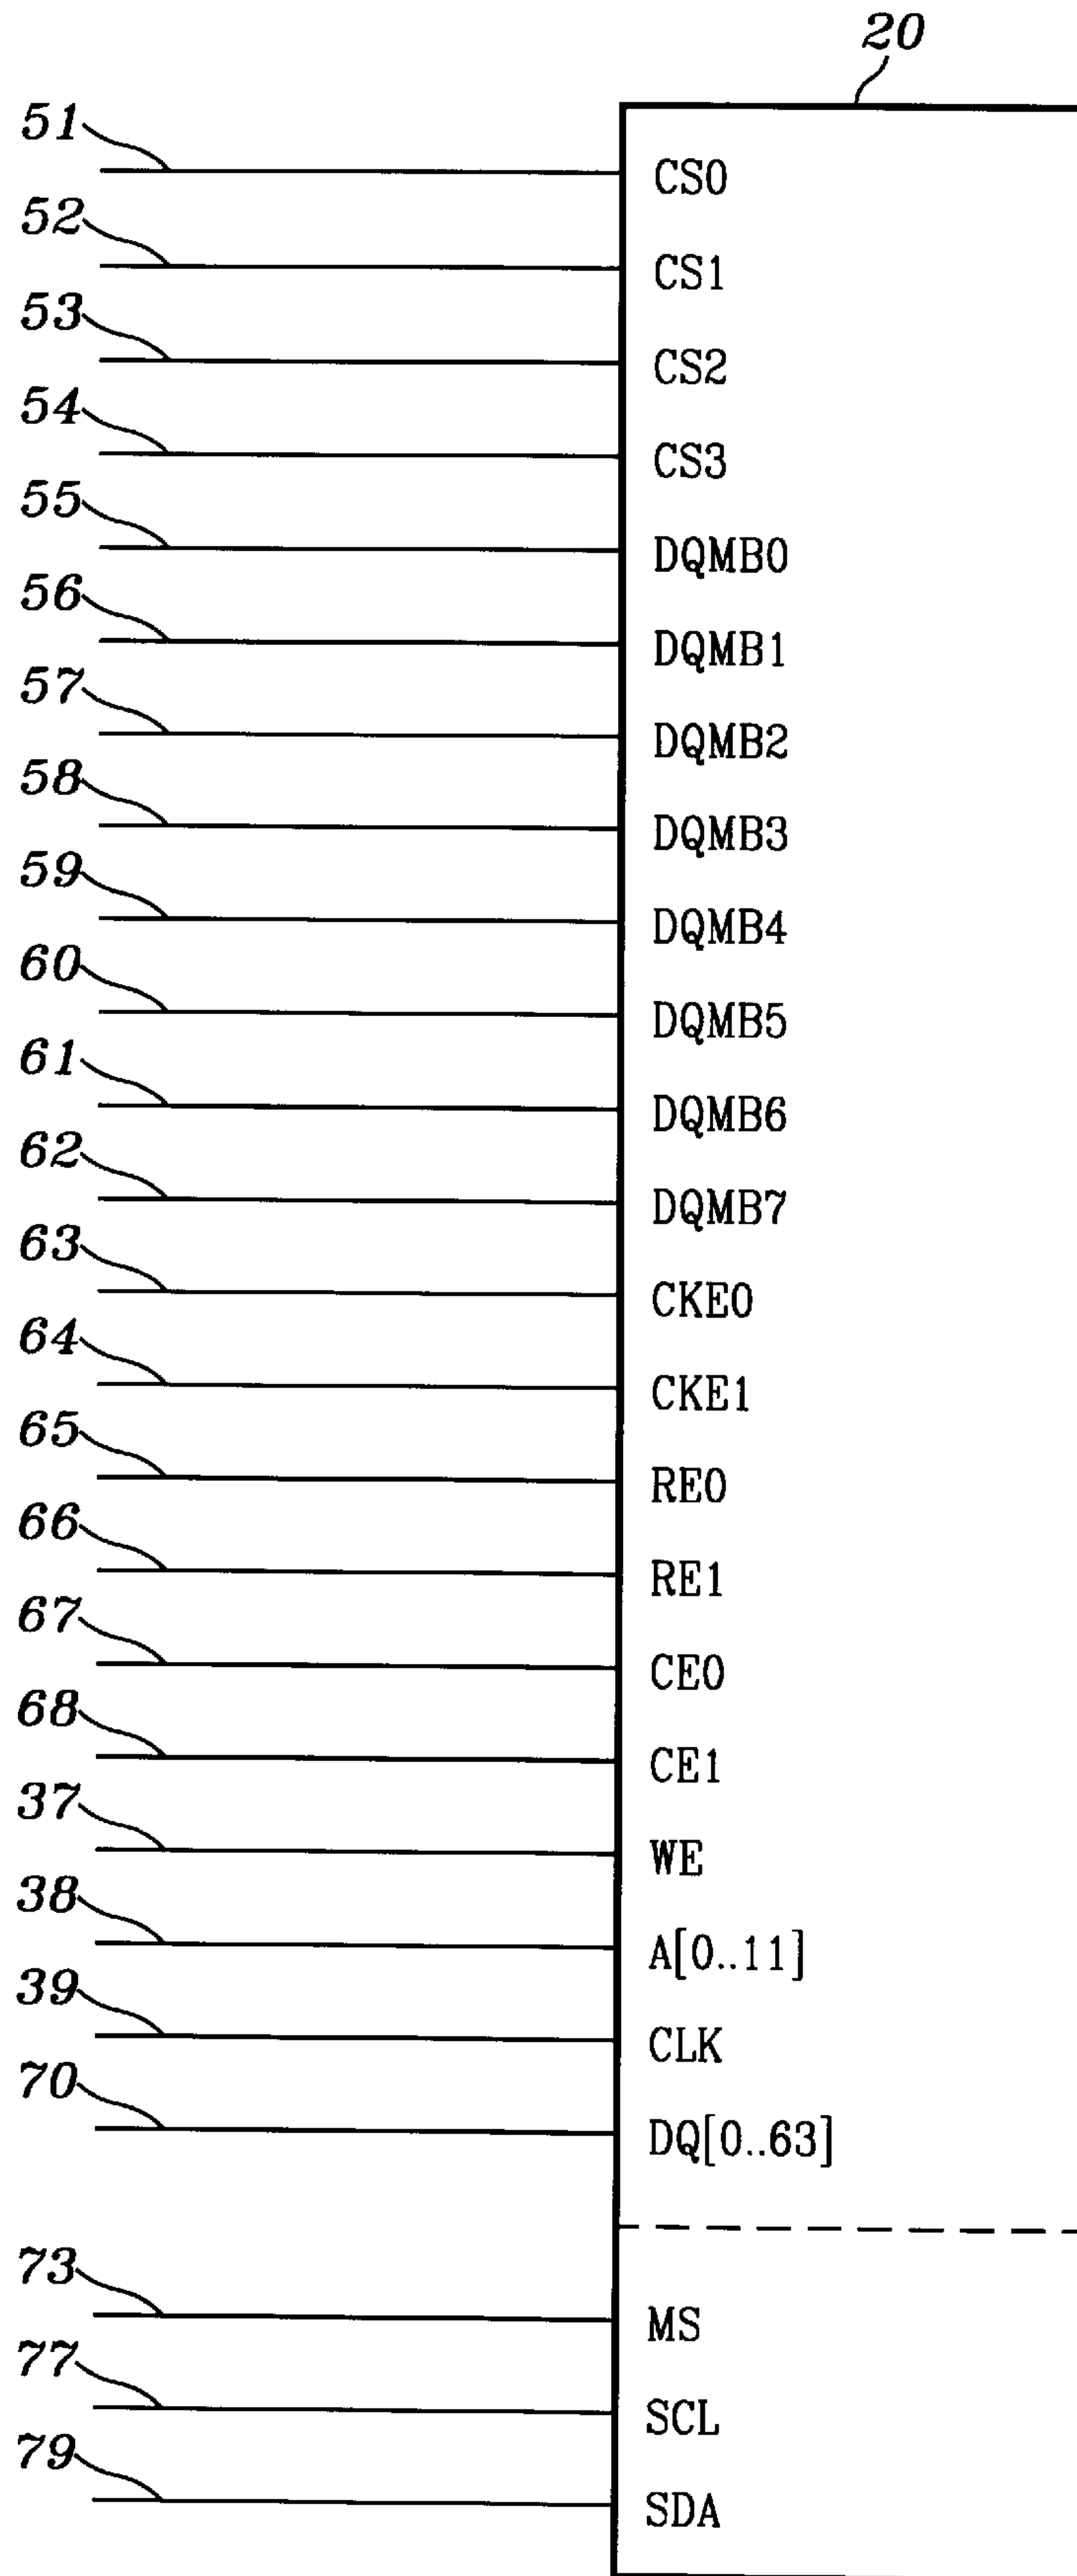 20
51 CS0
52 CS1
53 CS2
54 CS3
55 DQMB0
56 DQMB1
57 DQMB2
58 DQMB3
59 DQMB4
60 DQMB5
61 DQMB6
62 DQMB7
63 CKE0
64 CKE1
65 RE0
66 RE1
67 CE0
68 CE1
37 WE
38 A[0..11]
39 CLK
70 DQ[0..63]
73 MS
77 SCL
79 SDA